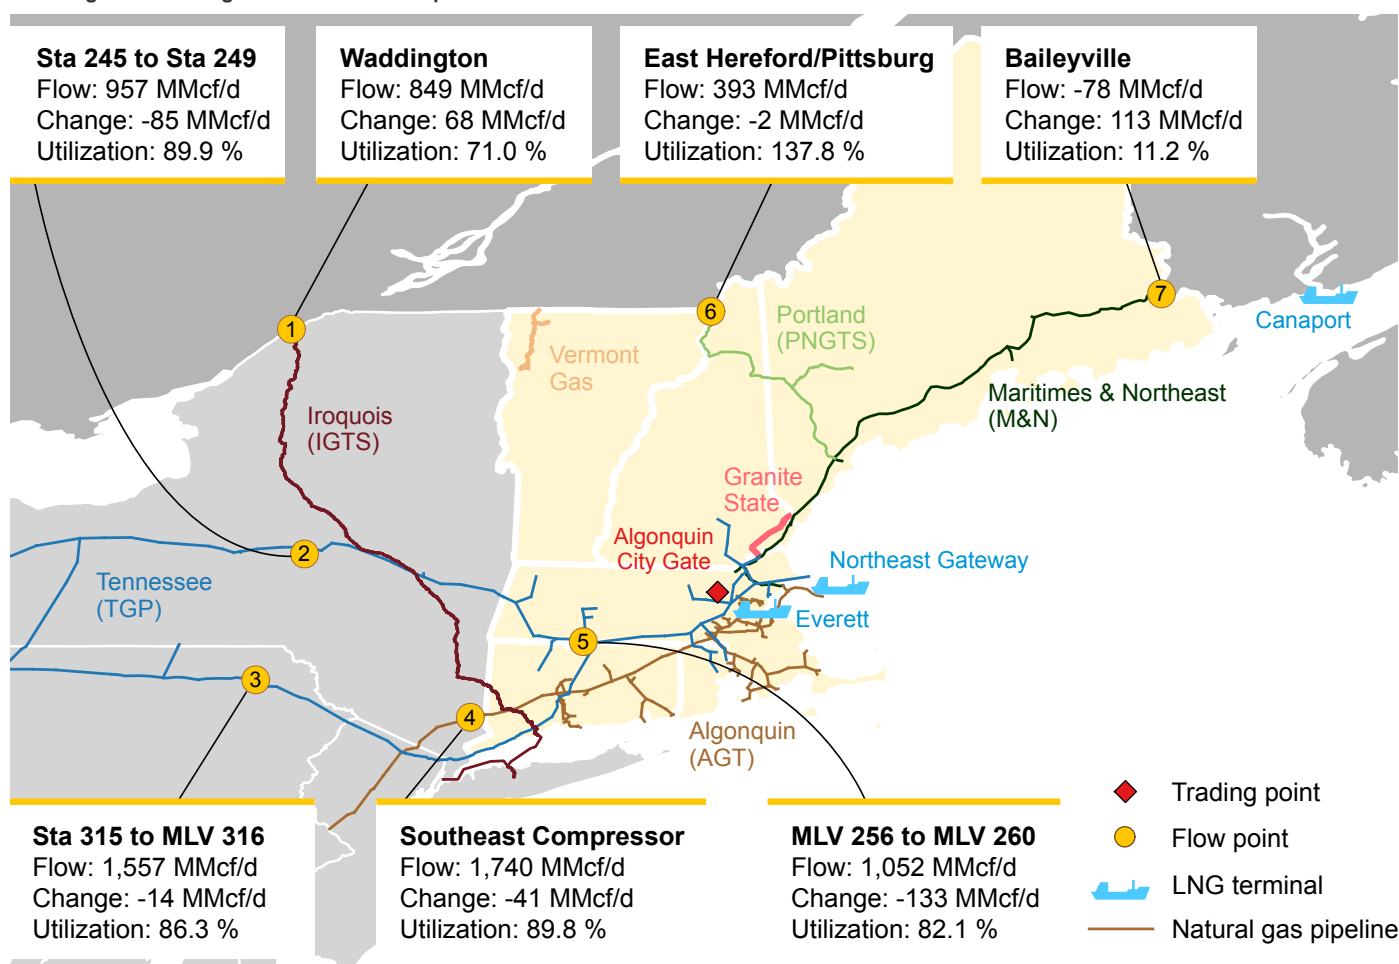 Sta 245 to Sta 249
Flow: 957 MMcf/d
Change: -85 MMcf/d
Utilization: 89.9 %
Waddington
Flow: 849 MMcf/d
Change: 68 MMcf/d
Utilization: 71.0 %
East Hereford/Pittsburg
Flow: 393 MMcf/d
Change: -2 MMcf/d
Utilization: 137.8 %
Baileyville
Flow: -78 MMcf/d
Change: 113 MMcf/d
Utilization: 11.2 %
1
6
7
Portland
(PNGTS)
Canaport
Vermont
Gas
Maritimes & Northeast
(M&N)
Iroquois
(IGTS)
Granite
State
Algonquin
City Gate
2
Northeast Gateway
Tennessee
(TGP)
Everett
5
3
4
Algonquin
(AGT)
Sta 315 to MLV 316
Flow: 1,557 MMcf/d
Change: -14 MMcf/d
Utilization: 86.3 %
Southeast Compressor
Flow: 1,740 MMcf/d
Change: -41 MMcf/d
Utilization: 89.8 %
MLV 256 to MLV 260
Flow: 1,052 MMcf/d
Change: -133 MMcf/d
Utilization: 82.1 %
Trading point
Flow point
LNG terminal
Natural gas pipeline